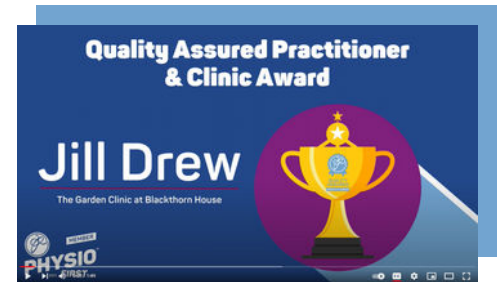 Quality Assured Practitioner
& Clinic Award
Jill Drew
The Garden Clinic at Blackthorn House
MEMBER
PHYSIO
FIRST